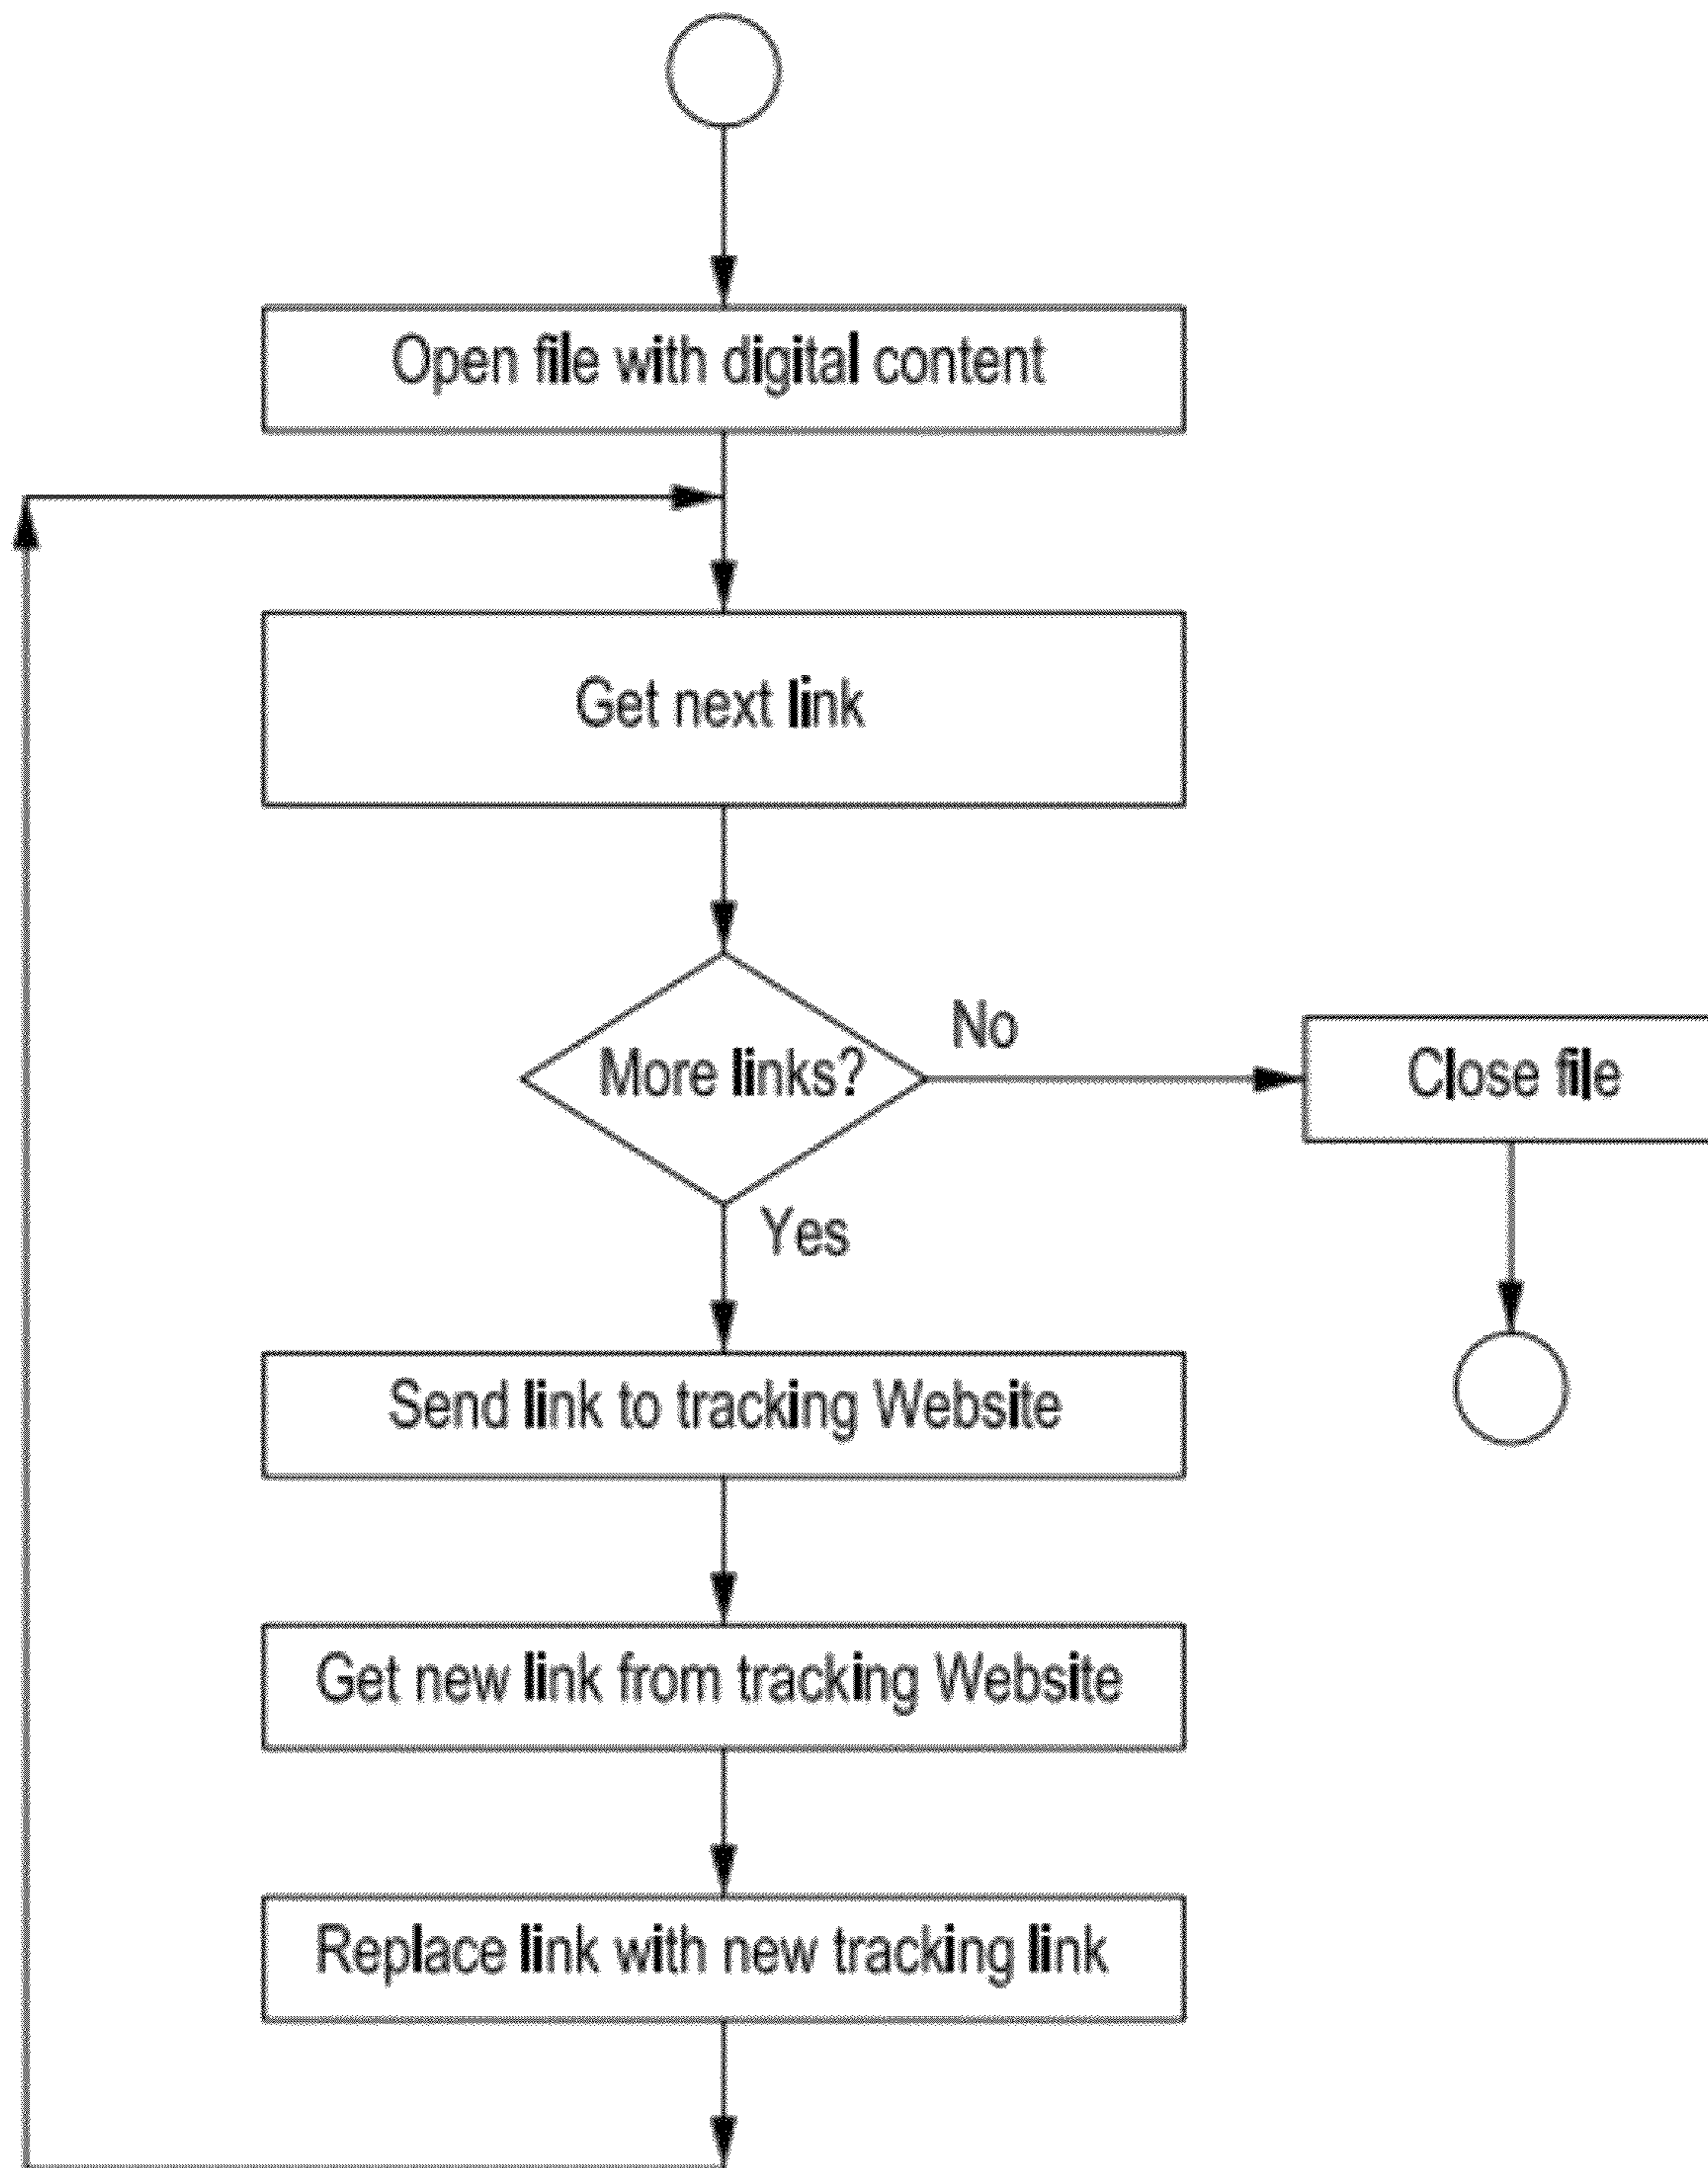 Open file with digital content
Get next link
More links?
No
Close file
Yes
Send link to tracking Website
Get new link from tracking Website
Replace link with new tracking link